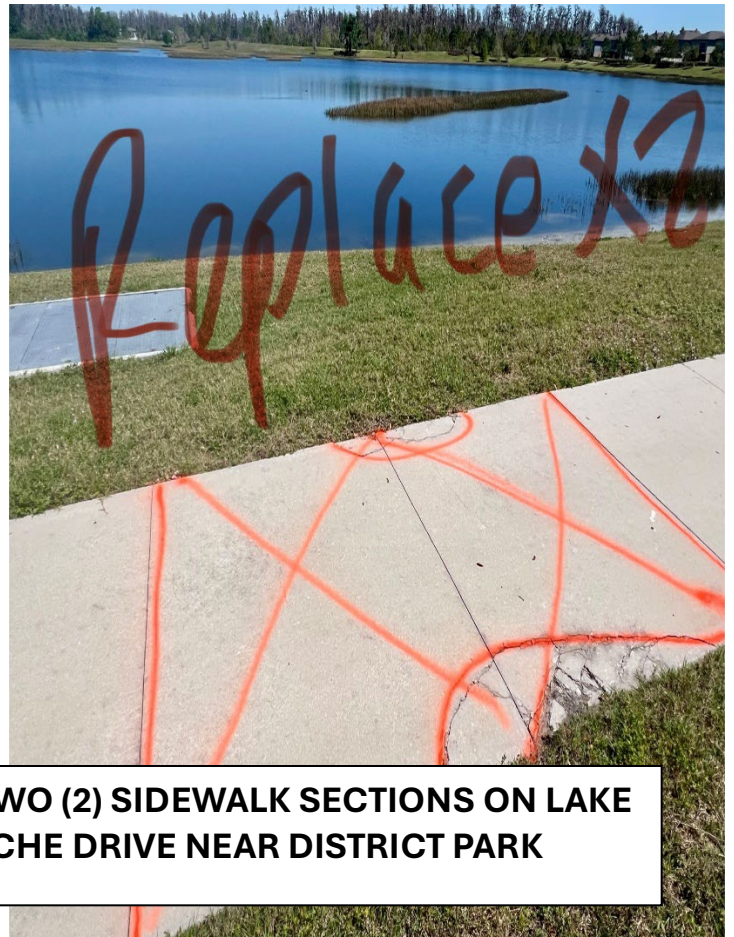 Replace x2
WO (2) SIDEWALK SECTIONS ON LAKE
CHE DRIVE NEAR DISTRICT PARK